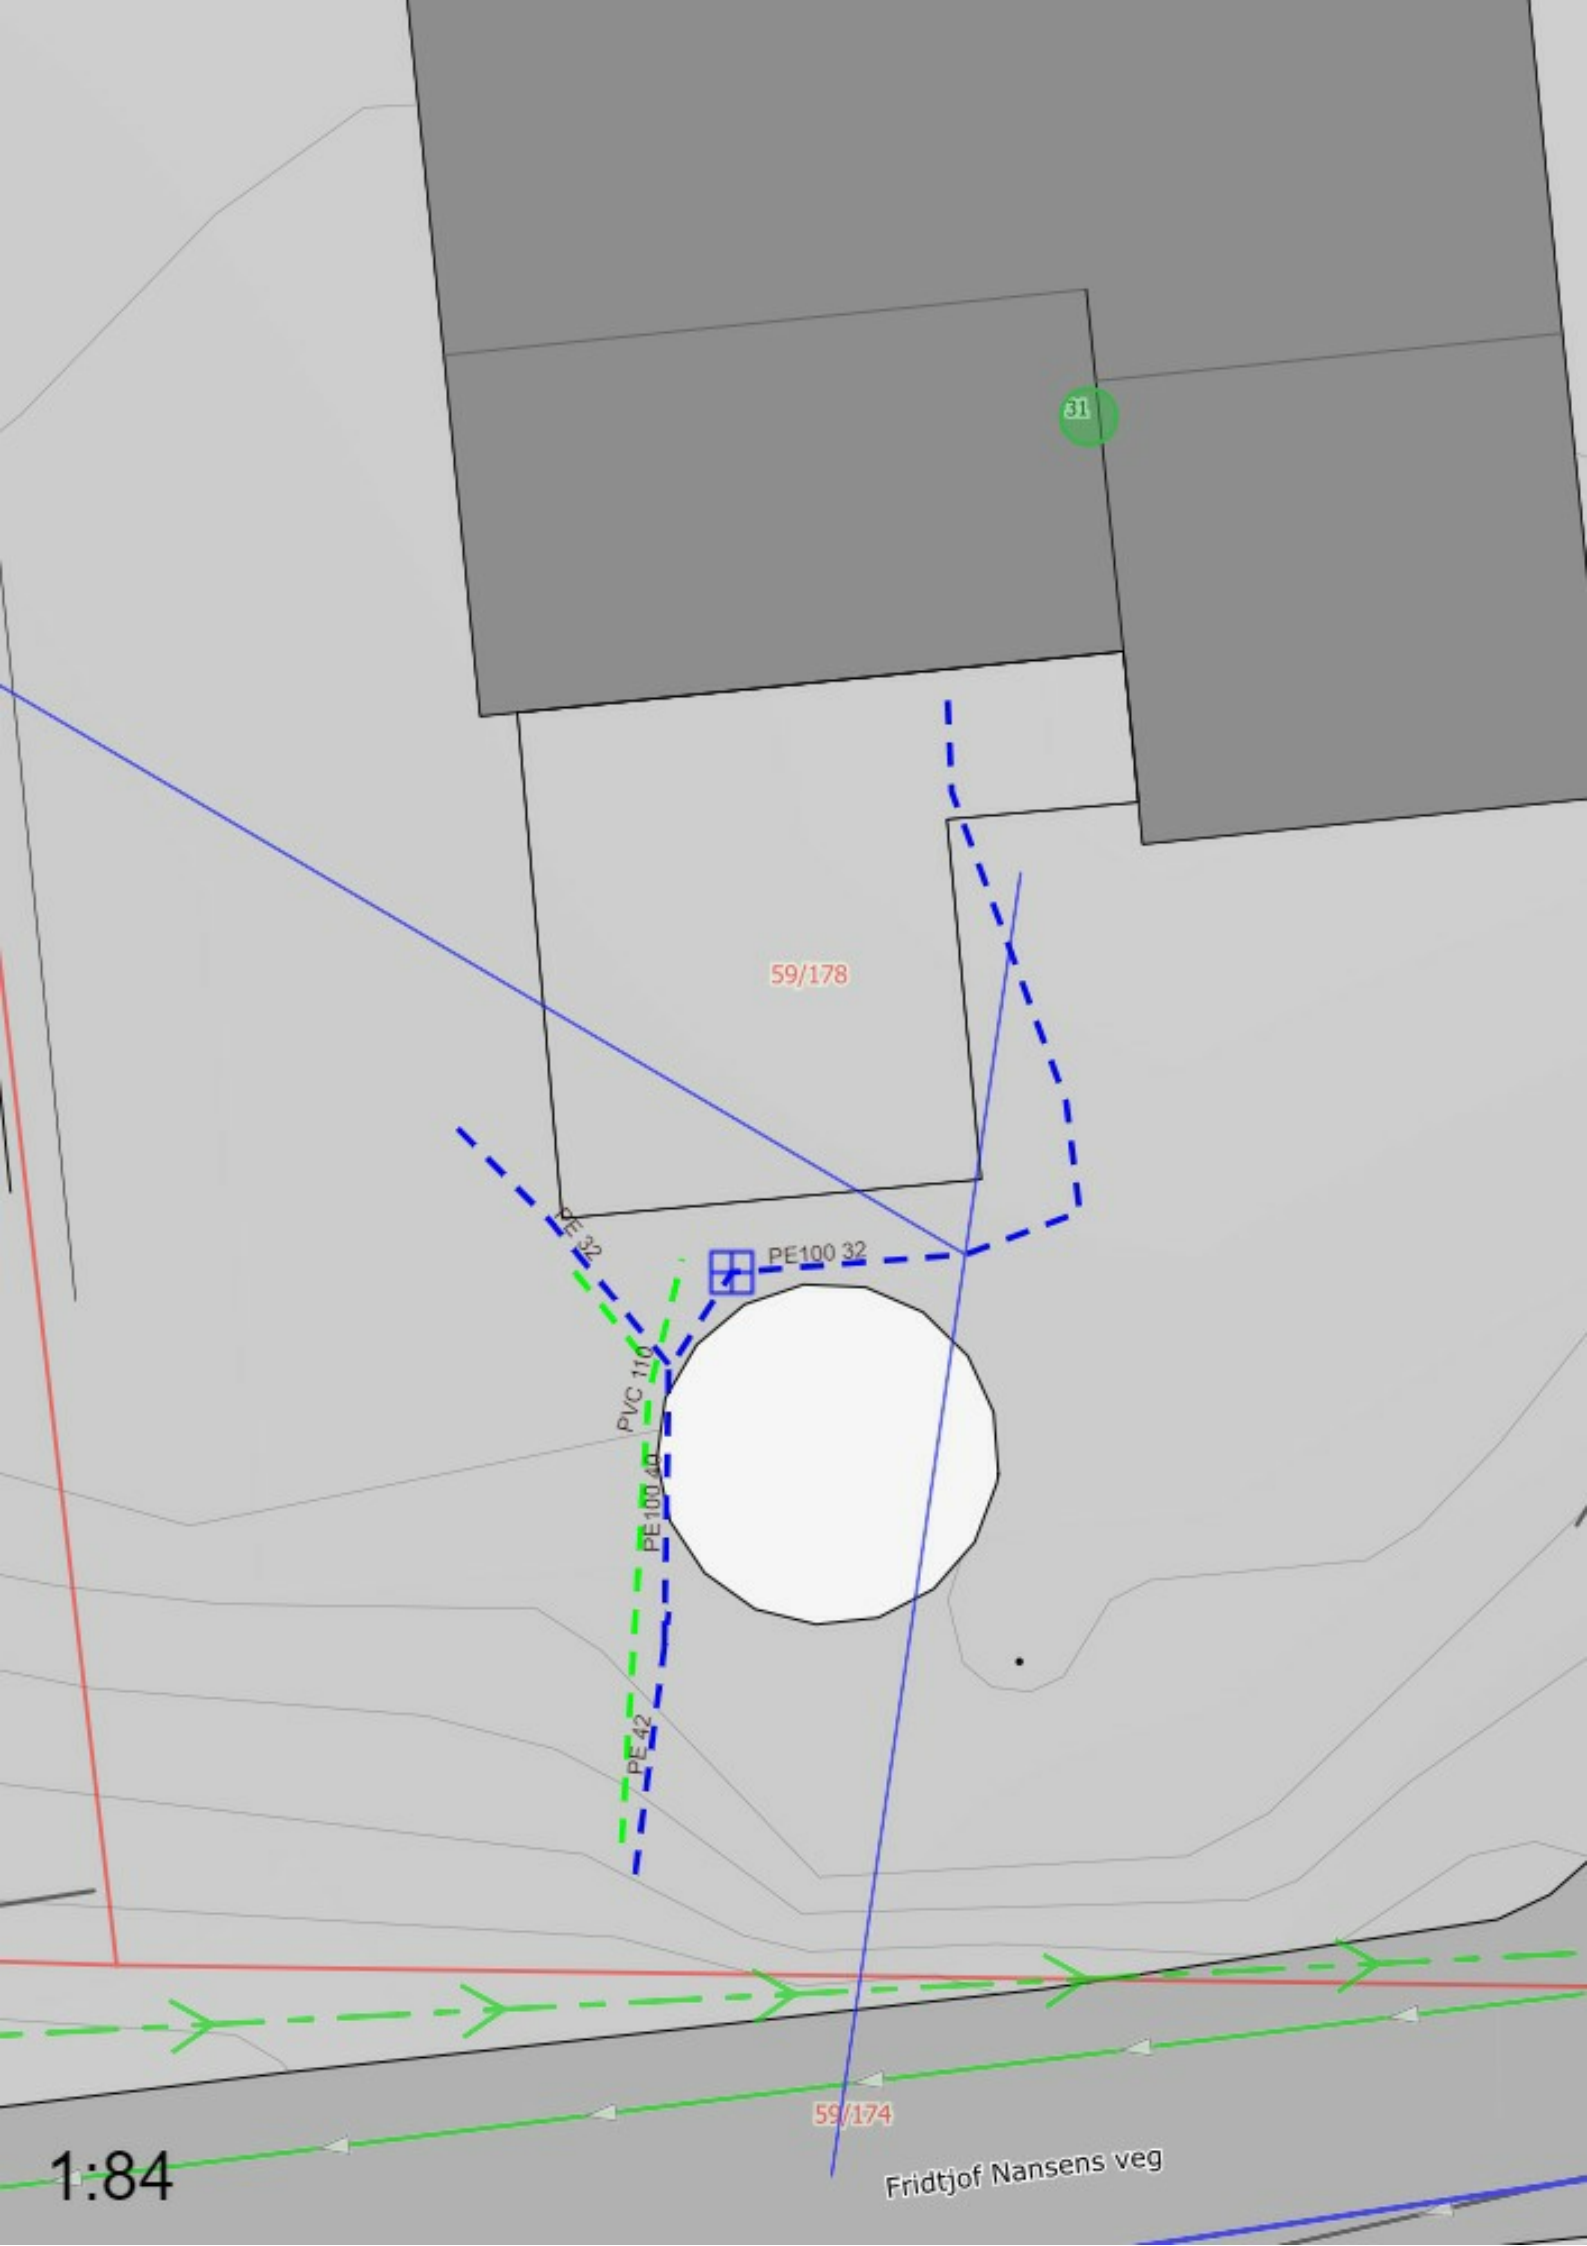 31
59/178
PE 32
PE100 32
PVC 110
PE100 40
PE 42
59/174
Fridtjof Nansens veg
1:84